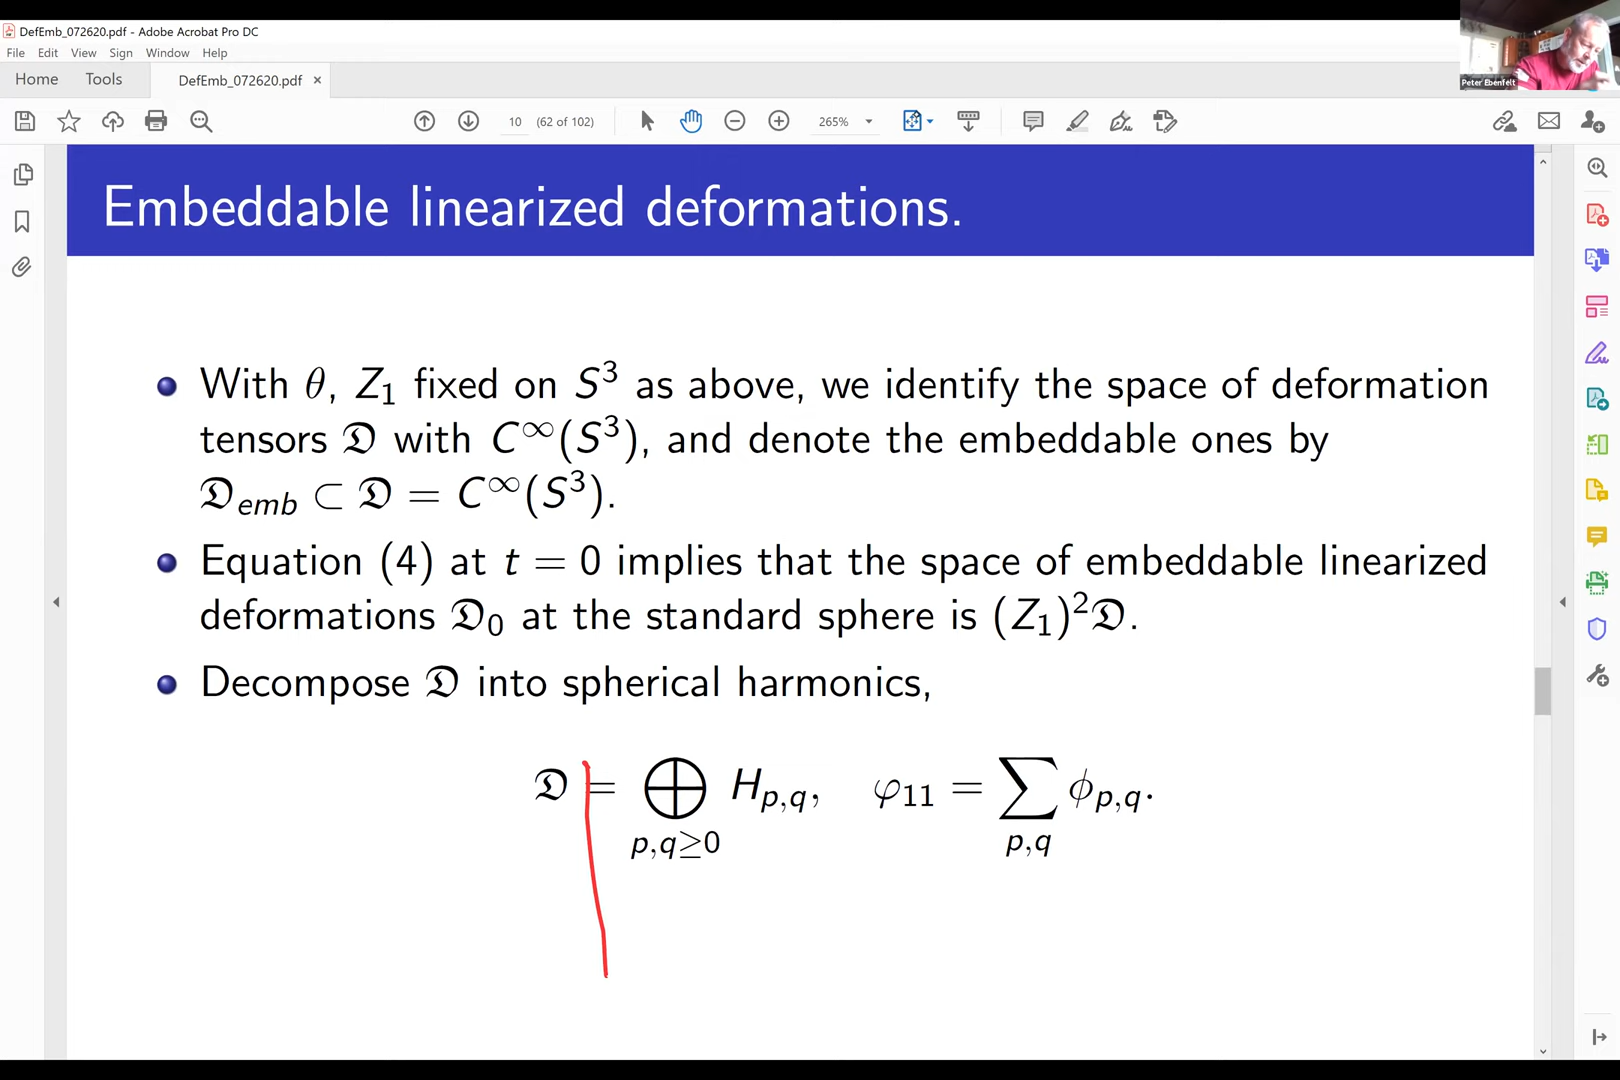 DefEmb_072620.pdf - Adobe Acrobat Pro DC
File Edit View Sign Window Help
Home Tools DefEmb_072620.pdf ×
10 (62 of 102) 265%
Peter Ebenfelt
Embeddable linearized deformations.
With θ, Z₁ fixed on S³ as above, we identify the space of deformation
tensors 𝔇 with C^∞(S³), and denote the embeddable ones by
𝔇_emb ⊂ 𝔇 = C^∞(S³).
Equation (4) at t = 0 implies that the space of embeddable linearized
deformations 𝔇₀ at the standard sphere is (Z₁)²𝔇.
Decompose 𝔇 into spherical harmonics,
𝔇 = ⊕_{p,q≥0} H_{p,q}, φ₁₁ = ∑_{p,q} ϕ_{p,q}.